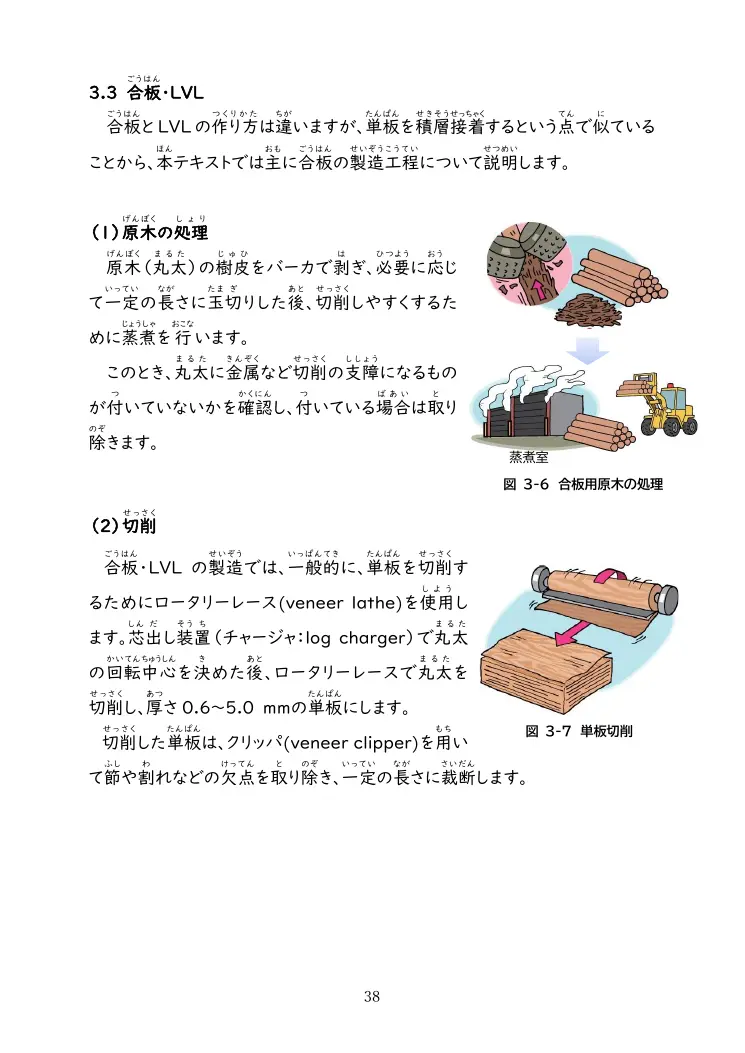 3.3 合板・LVL
合板とLVLの作り方は違いますが、単板を積層接着するという点で似ている
ことから、本テキストでは主に合板の製造工程について説明します。
（1）原木の処理
原木（丸太）の樹皮をバーカで剥ぎ、必要に応じ
て一定の長さに玉切りした後、切削しやすくするた
めに蒸煮を行います。
このとき、丸太に金属など切削の支障になるもの
が付いていないかを確認し、付いている場合は取り
除きます。
蒸煮室
図 3-6 合板用原木の処理
（2）切削
合板・LVL の製造では、一般的に、単板を切削す
るためにロータリーレース(veneer lathe)を使用し
ます。芯出し装置（チャージャ：log charger）で丸太
の回転中心を決めた後、ロータリーレースで丸太を
切削し、厚さ0.6～5.0 mmの単板にします。
切削した単板は、クリッパ(veneer clipper)を用い
て節や割れなどの欠点を取り除き、一定の長さに裁断します。
図 3-7 単板切削
38